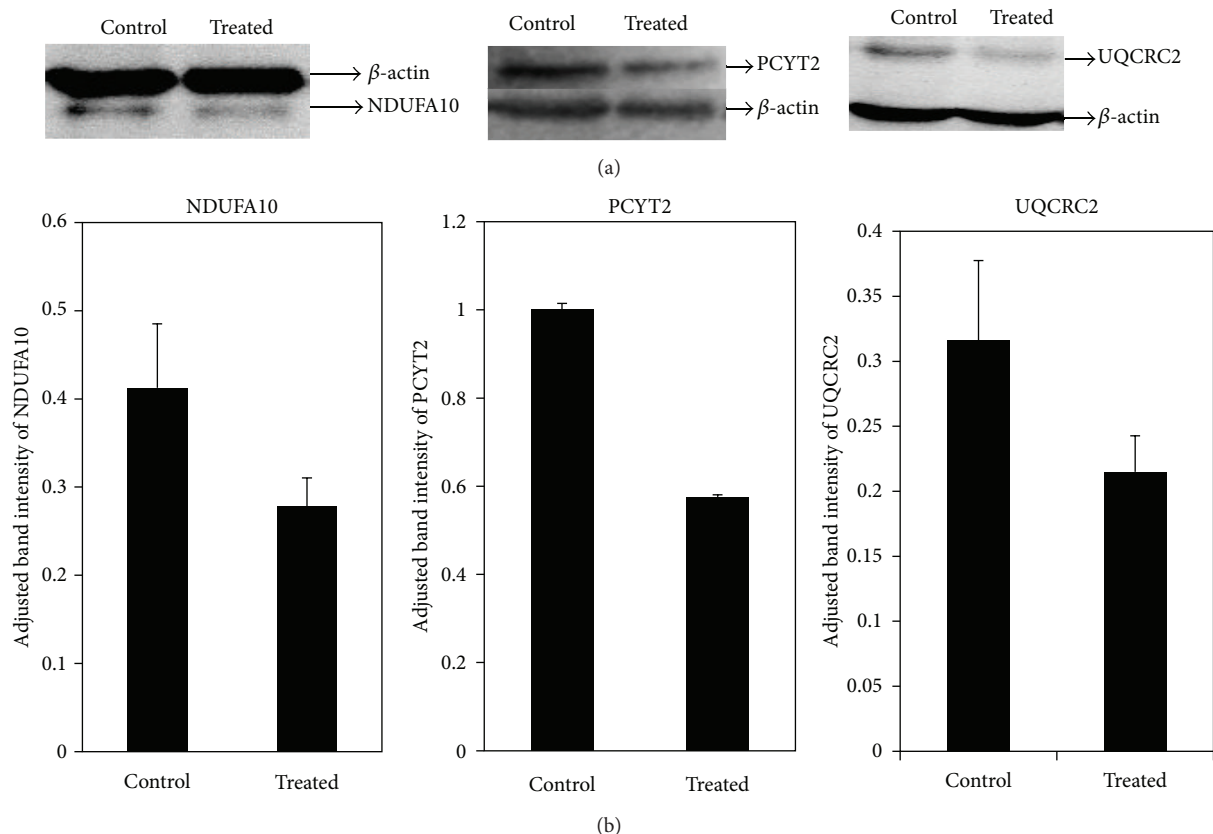 Control Treated
β-actin
NDUFA10
Control Treated
PCYT2
β-actin
Control Treated
UQCRC2
β-actin
(a)
NDUFA10
Adjusted band intensity of NDUFA10
0.6
0.5
0.4
0.3
0.2
0.1
0
Control Treated
PCYT2
Adjusted band intensity of PCYT2
1.2
1
0.8
0.6
0.4
0.2
0
Control Treated
UQCRC2
Adjusted band intensity of UQCRC2
0.4
0.35
0.3
0.25
0.2
0.15
0.1
0.05
0
Control Treated
(b)